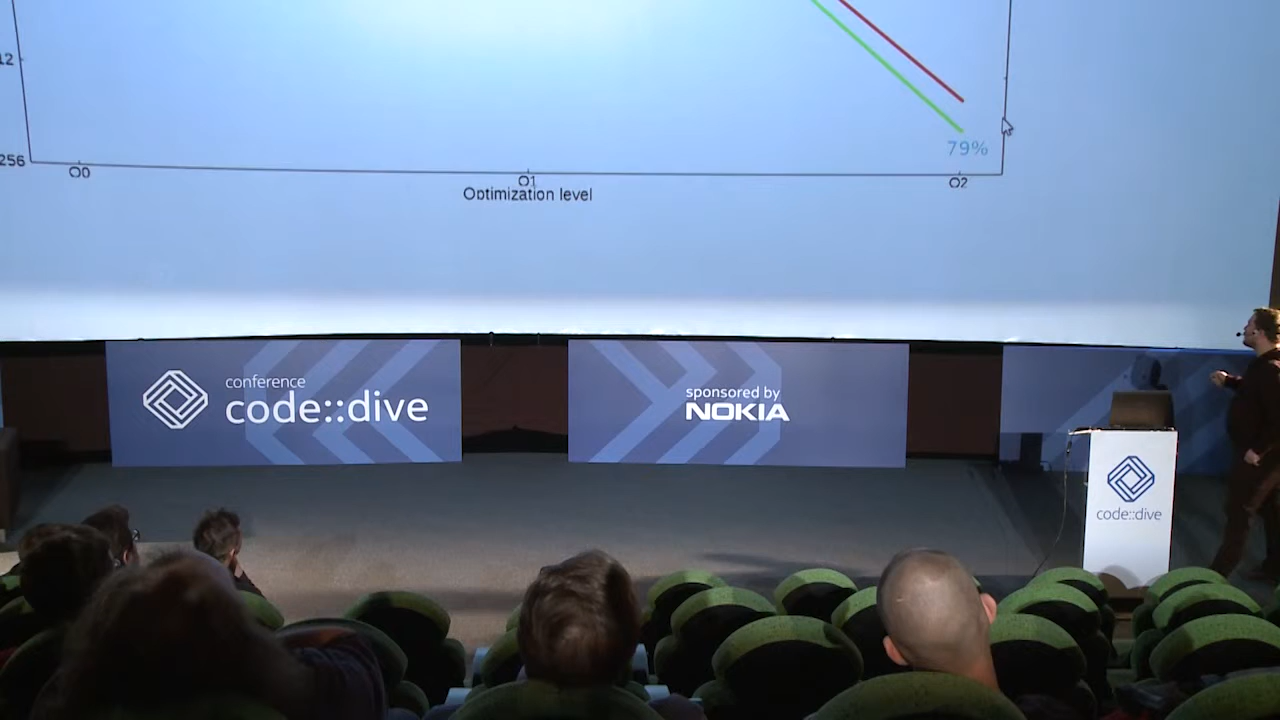 12
79%
256
O0
O1
O2
Optimization level
conference
code::dive
sponsored by
NOKIA
code::dive